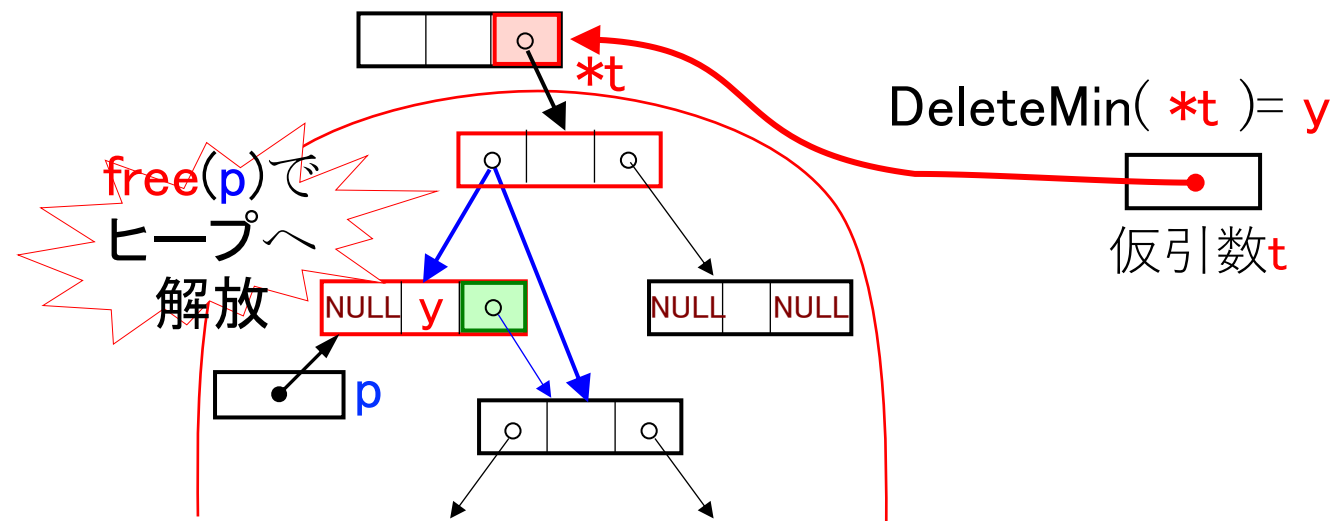 *t
DeleteMin( *t )= y
free(p)で
ヒープへ
解放
仮引数t
NULL y
NULL NULL
p